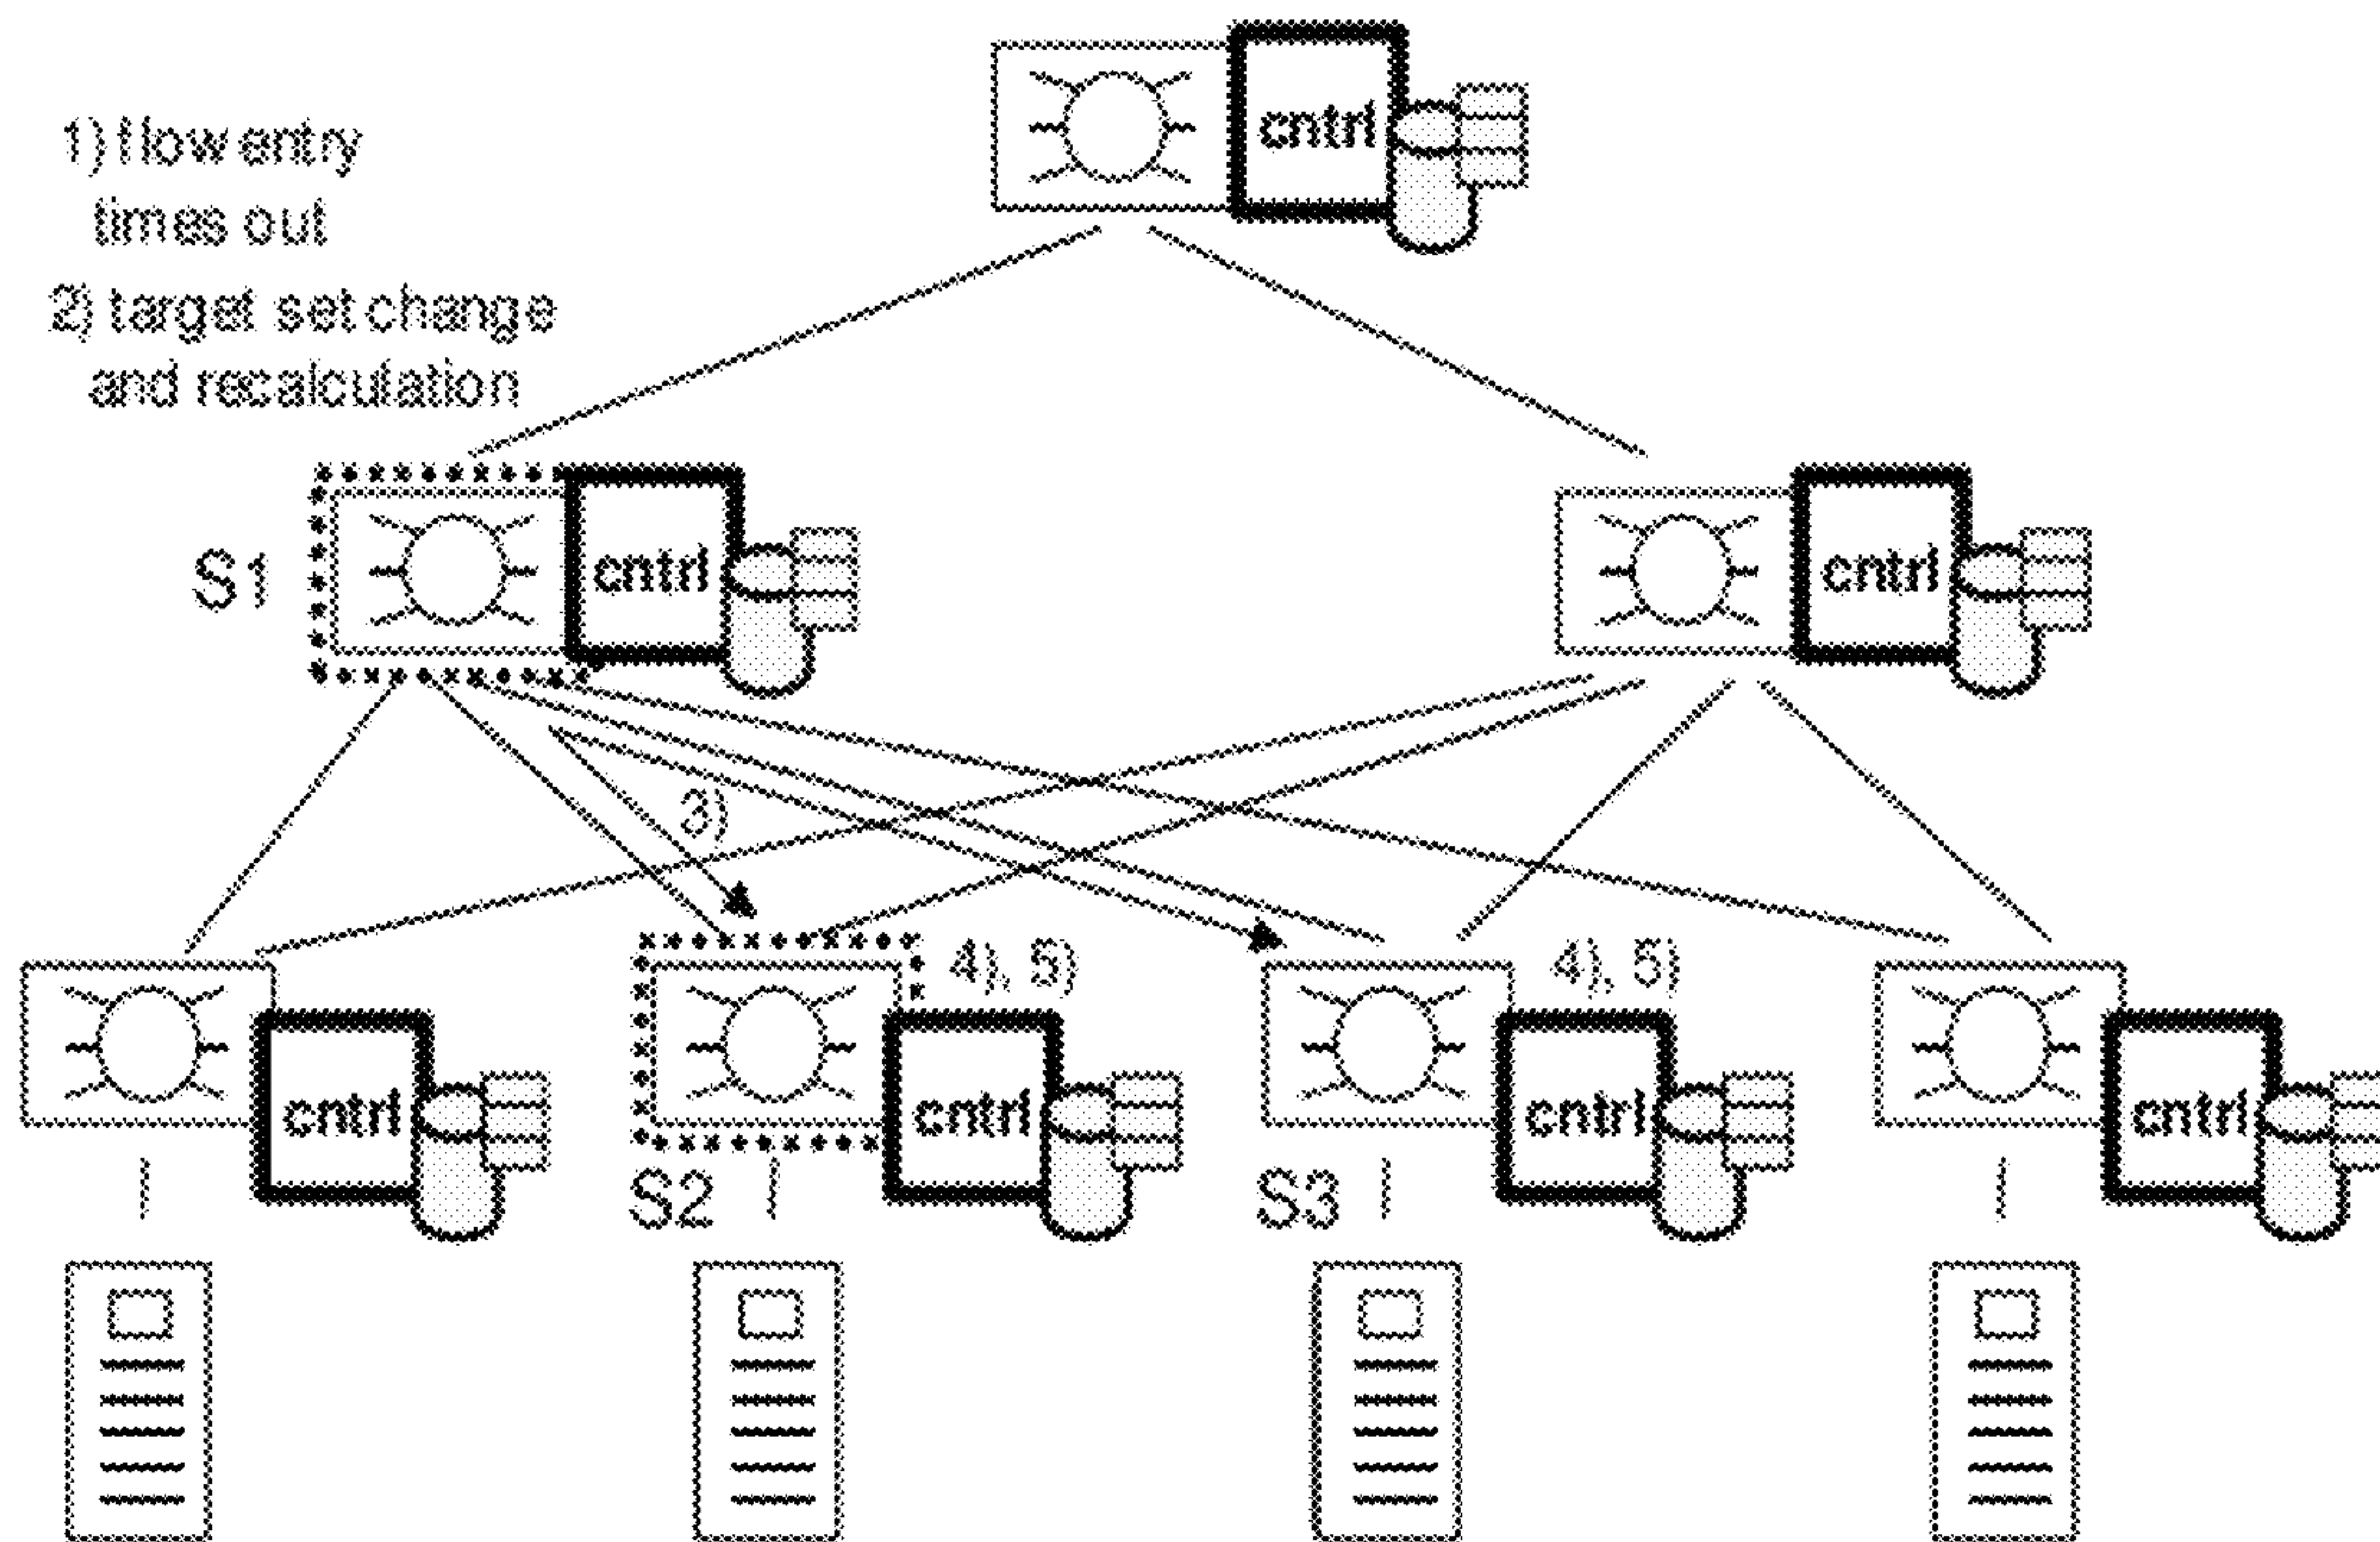 cntrl
1) flow entry
times out
2) target set change
and recalculation
S1
cntrl
cntrl
3)
4), 5)
4), 5)
cntrl
cntrl
cntrl
cntrl
S2
S3